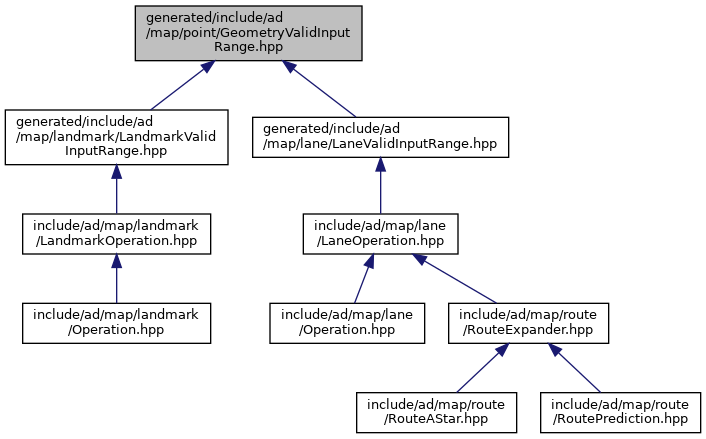 generated/include/ad
/map/point/GeometryValidInput
Range.hpp
generated/include/ad
/map/landmark/LandmarkValid
InputRange.hpp
generated/include/ad
/map/lane/LaneValidInputRange.hpp
include/ad/map/landmark
/LandmarkOperation.hpp
include/ad/map/lane
/LaneOperation.hpp
include/ad/map/landmark
/Operation.hpp
include/ad/map/lane
/Operation.hpp
include/ad/map/route
/RouteExpander.hpp
include/ad/map/route
/RouteAStar.hpp
include/ad/map/route
/RoutePrediction.hpp